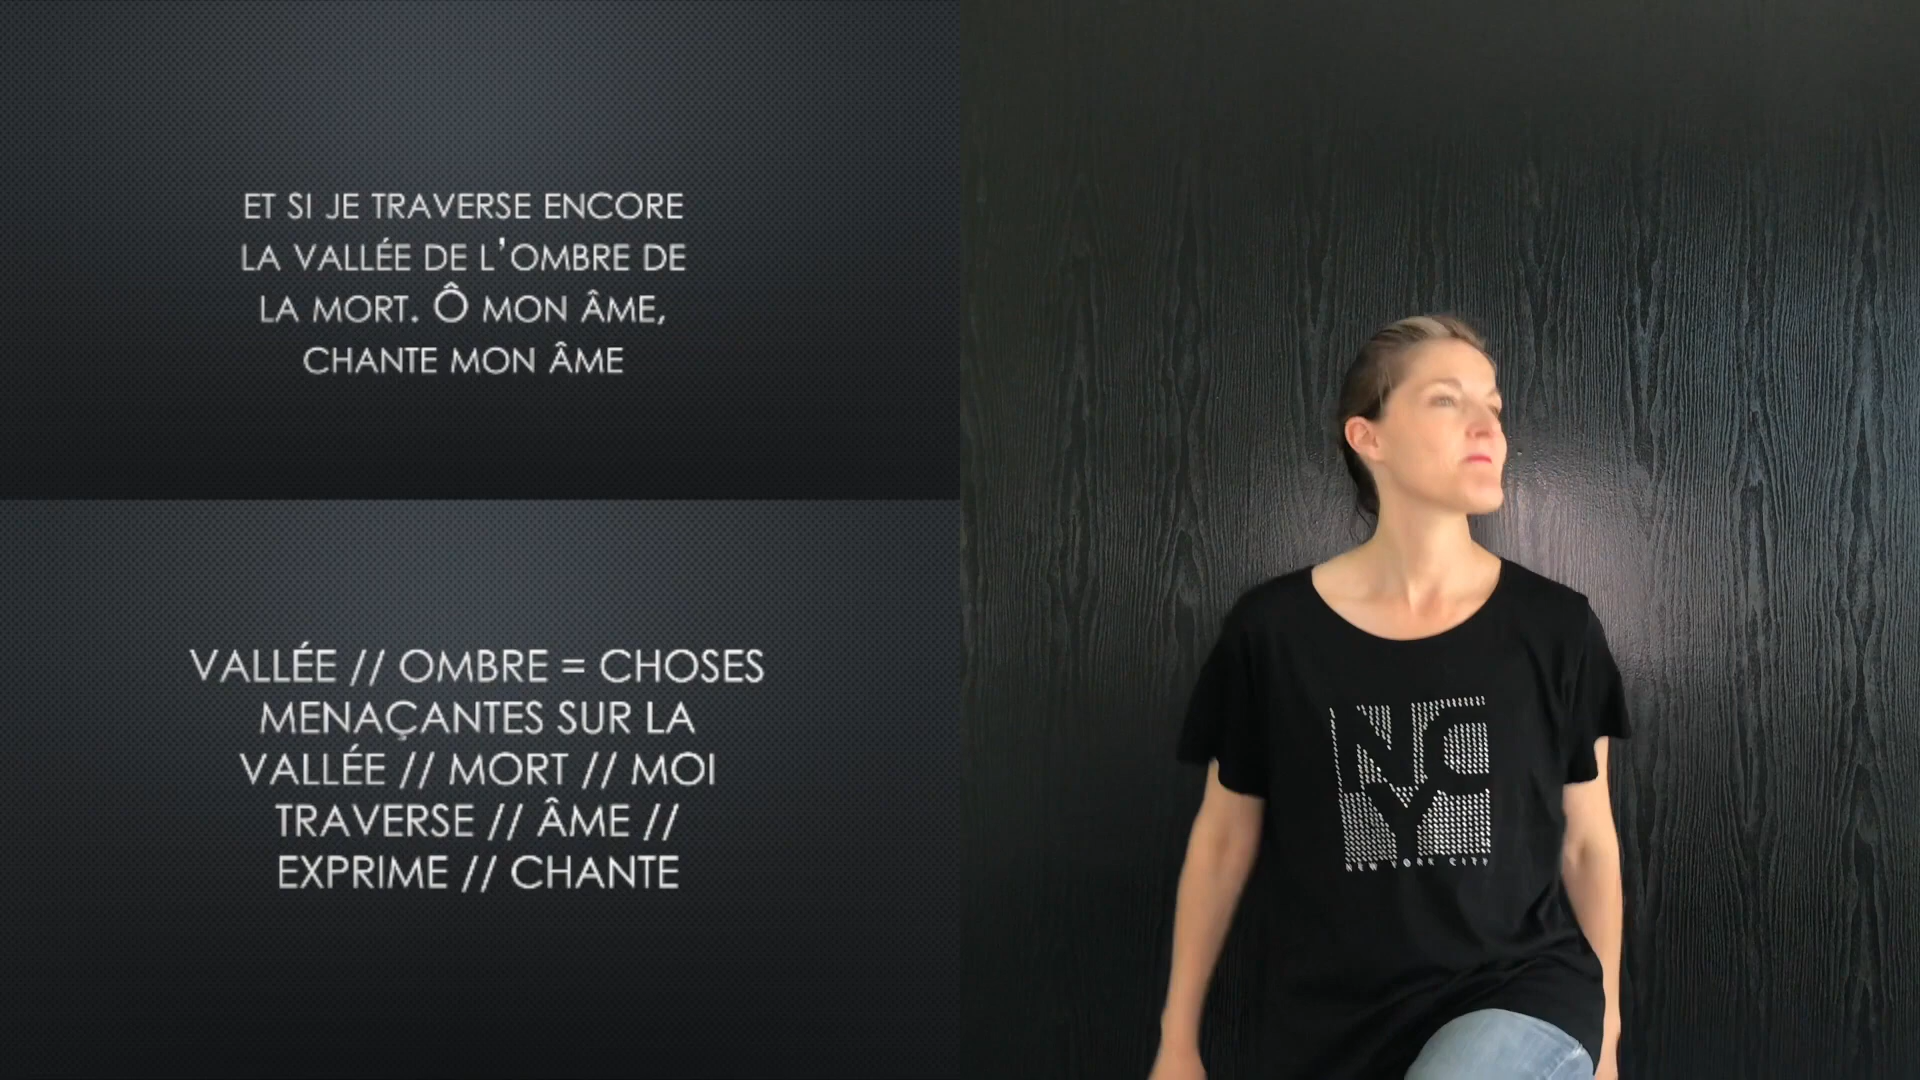 ET SI JE TRAVERSE ENCORE
LA VALLÉE DE L'OMBRE DE
LA MORT. Ô MON ÂME,
CHANTE MON ÂME
VALLÉE // OMBRE = CHOSES
MENAÇANTES SUR LA
VALLÉE // MORT // MOI
TRAVERSE // ÂME //
EXPRIME // CHANTE
NC
Y
NEW YORK CITY